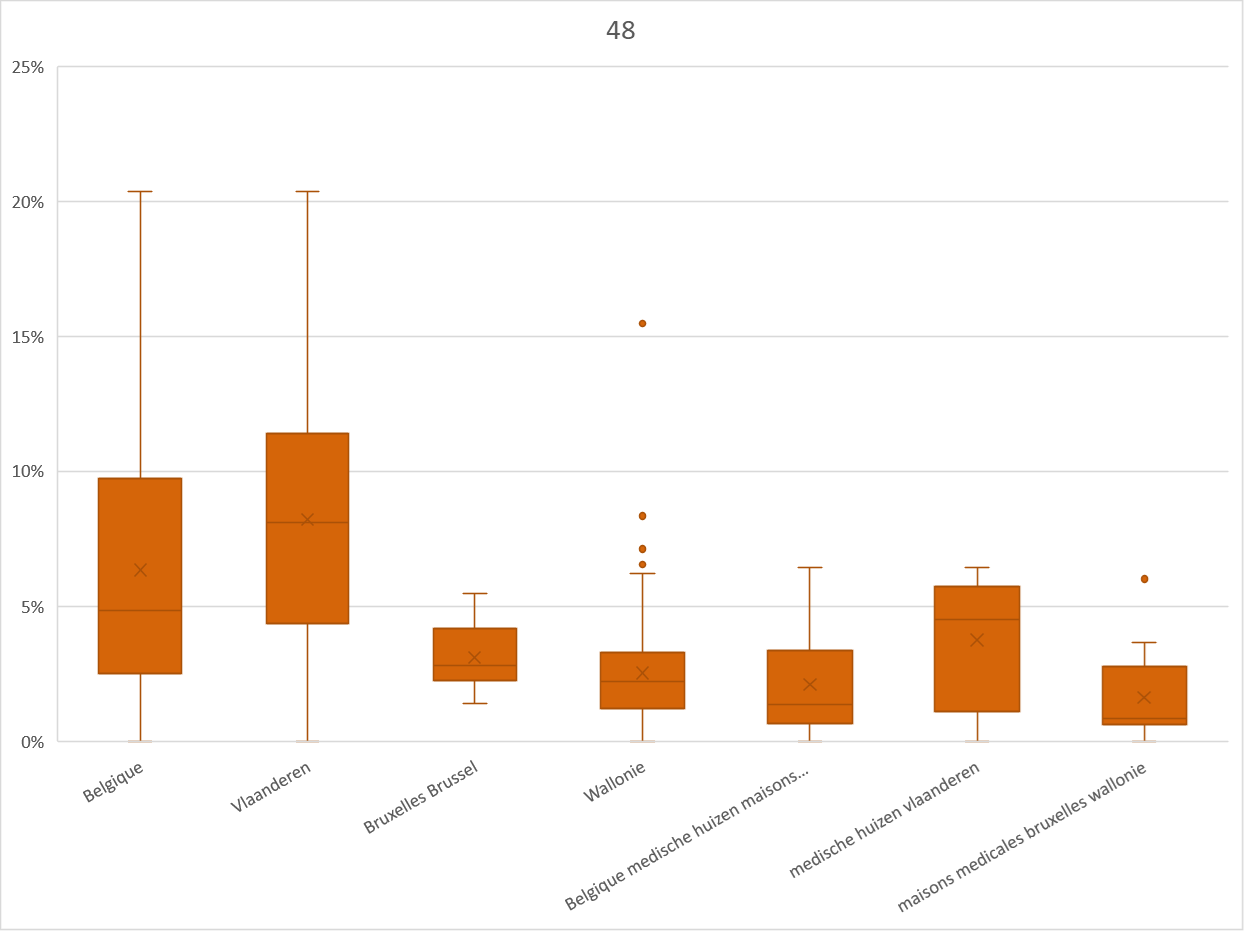 48
25%
20%
15%
10%
5%
0%
Belgique
Vlaanderen
Bruxelles Brussel
Wallonie
Belgique medische huizen maisons...
medische huizen vlaanderen
maisons medicales bruxelles wallonie